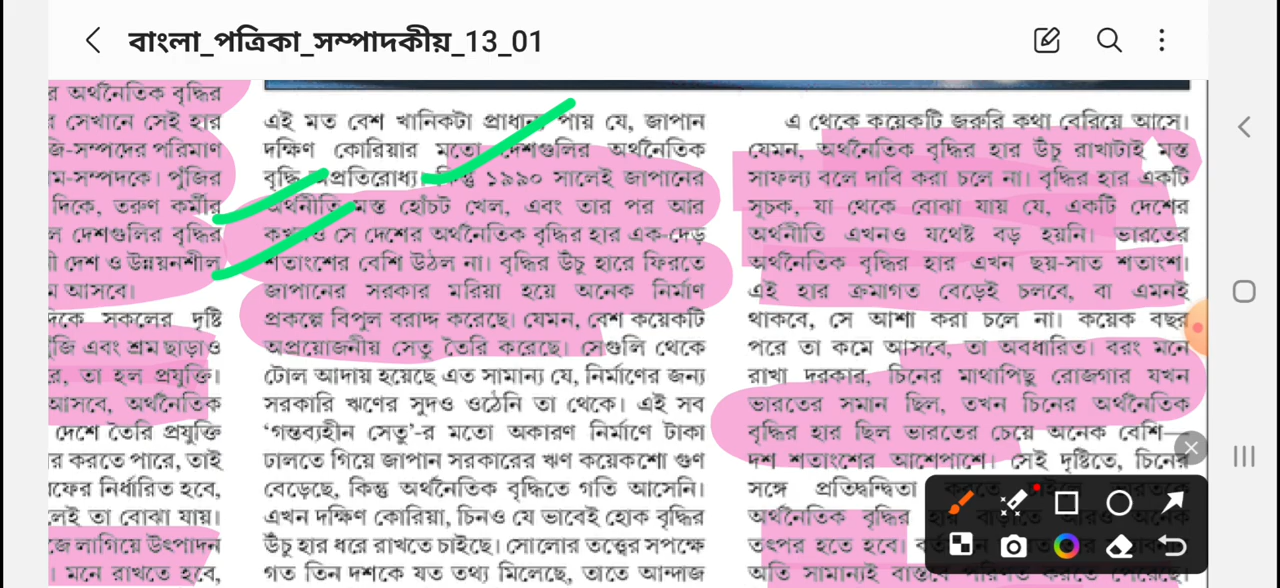 বাংলা_পত্রিকা_সম্পাদকীয়_13_01
র অর্থনৈতিক বৃদ্ধির
সেখানে সেই হার
জি-সম্পদের পরিমাণ
ম-সম্পদকে। পুঁজির
দিকে, তরুণ কর্মীর
ল দেশগুলির বৃদ্ধির
দেশ ও উন্নয়নশীল
ম আসবে।
দিকে সকলের দৃষ্টি
জি এবং শ্রম ছাড়াও
র, তা হল প্রযুক্তি।
আসবে, অর্থনৈতিক
দেশে তৈরি প্রযুক্তি
র করতে পারে, তাই
ফের নির্ধারিত হবে,
লেই তা বোঝা যায়।
জে লাগিয়ে উৎপাদন
। মনে রাখতে হবে,
এই মত বেশ খানিকটা প্রাধান্য পায় যে, জাপান
দক্ষিণ কোরিয়ার মতো দেশগুলির অর্থনৈতিক
বৃদ্ধি অপ্রতিরোধ্য। কিন্তু ১৯৯০ সালেই জাপানের
অর্থনীতি মস্ত হোঁচট খেল, এবং তার পর আর
কখনও সে দেশের অর্থনৈতিক বৃদ্ধির হার এক-দেড়
শতাংশের বেশি উঠল না। বৃদ্ধির উঁচু হারে ফিরতে
জাপানের সরকার মরিয়া হয়ে অনেক নির্মাণ
প্রকল্পে বিপুল বরাদ্দ করেছে। যেমন, বেশ কয়েকটি
অপ্রয়োজনীয় সেতু তৈরি করেছে। সেগুলি থেকে
টোল আদায় হয়েছে এত সামান্য যে, নির্মাণের জন্য
সরকারি ঋণের সুদও ওঠেনি তা থেকে। এই সব
‘গন্তব্যহীন সেতু’-র মতো অকারণ নির্মাণে টাকা
ঢালতে গিয়ে জাপান সরকারের ঋণ কয়েকশো গুণ
বেড়েছে, কিন্তু অর্থনৈতিক বৃদ্ধিতে গতি আসেনি।
এখন দক্ষিণ কোরিয়া, চিনও যে ভাবেই হোক বৃদ্ধির
উঁচু হার ধরে রাখতে চাইছে। সোলোর তত্ত্বের সপক্ষে
গত তিন দশকে যত তথ্য মিলেছে, তাতে আন্দাজ
এ থেকে কয়েকটি জরুরি কথা বেরিয়ে আসে।
যেমন, অর্থনৈতিক বৃদ্ধির হার উঁচু রাখাটাই মস্ত
সাফল্য বলে দাবি করা চলে না। বৃদ্ধির হার একটি
সূচক, যা থেকে বোঝা যায় যে, একটি দেশের
অর্থনীতি এখনও যথেষ্ট বড় হয়নি। ভারতের
অর্থনৈতিক বৃদ্ধির হার এখন ছয়-সাত শতাংশ।
এই হার ক্রমাগত বেড়েই চলবে, বা এমনই
থাকবে, সে আশা করা চলে না। কয়েক বছর
পরে তা কমে আসবে, তা অবধারিত। বরং মনে
রাখা দরকার, চিনের মাথাপিছু রোজগার যখন
ভারতের সমান ছিল, তখন চিনের অর্থনৈতিক
বৃদ্ধির হার ছিল ভারতের চেয়ে অনেক বেশি—
দশ শতাংশের আশেপাশে। সেই দৃষ্টিতে, চিনের
সঙ্গে প্রতিদ্বন্দ্বিতা
অর্থনৈতিক বৃদ্ধির হার বাড়াতে আরও অনেক
তৎপর হতে হবে।
অতি সামান্যই বাস্তবে পরিণত করতে পেরেছে।